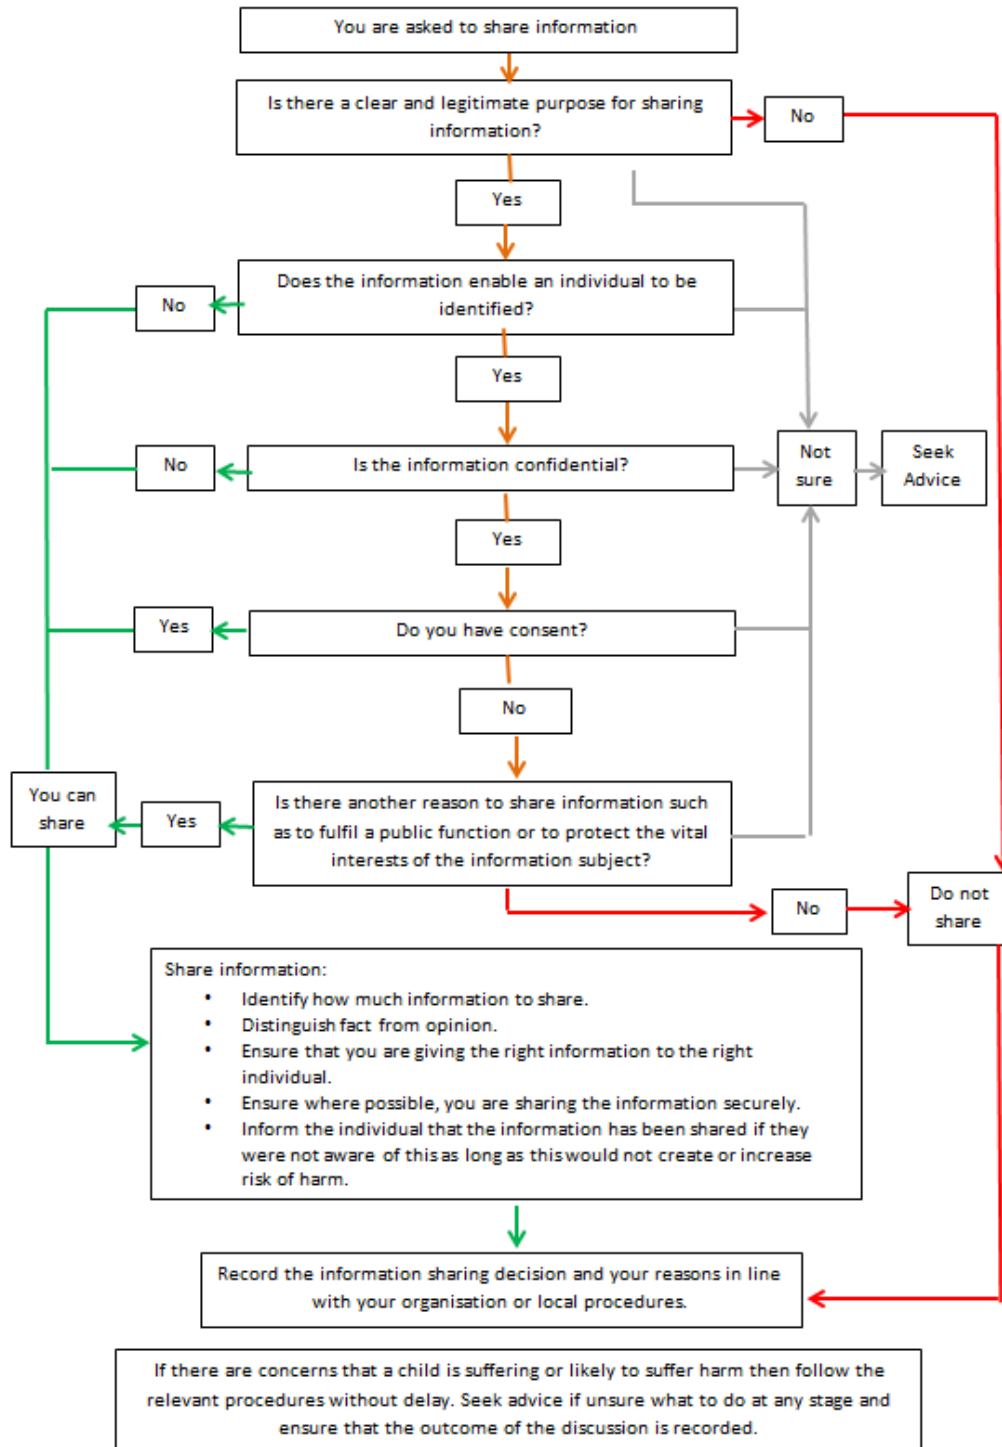 You are asked to share information
Is there a clear and legitimate purpose for sharing
information?
No
Yes
Does the information enable an individual to be
identified?
No
Yes
Is the information confidential?
No
Not
sure
Seek
Advice
Yes
Do you have consent?
Yes
No
Is there another reason to share information such
as to fulfil a public function or to protect the vital
interests of the information subject?
Yes
You can
share
No
Do not
share
Share information:
• Identify how much information to share.
• Distinguish fact from opinion.
• Ensure that you are giving the right information to the right
individual.
• Ensure where possible, you are sharing the information securely.
• Inform the individual that the information has been shared if they
were not aware of this as long as this would not create or increase
risk of harm.
Record the information sharing decision and your reasons in line
with your organisation or local procedures.
If there are concerns that a child is suffering or likely to suffer harm then follow the
relevant procedures without delay. Seek advice if unsure what to do at any stage and
ensure that the outcome of the discussion is recorded.